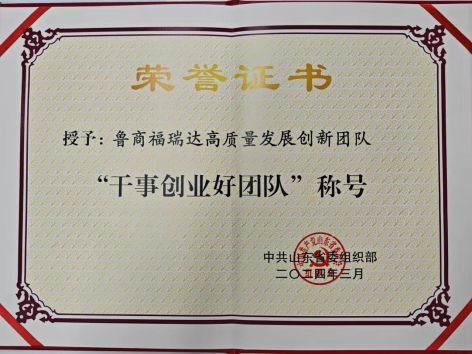 荣誉证书
授予：鲁商福瑞达高质量发展创新团队
“干事创业好团队”称号
中共山东省委组织部
二〇二四年三月